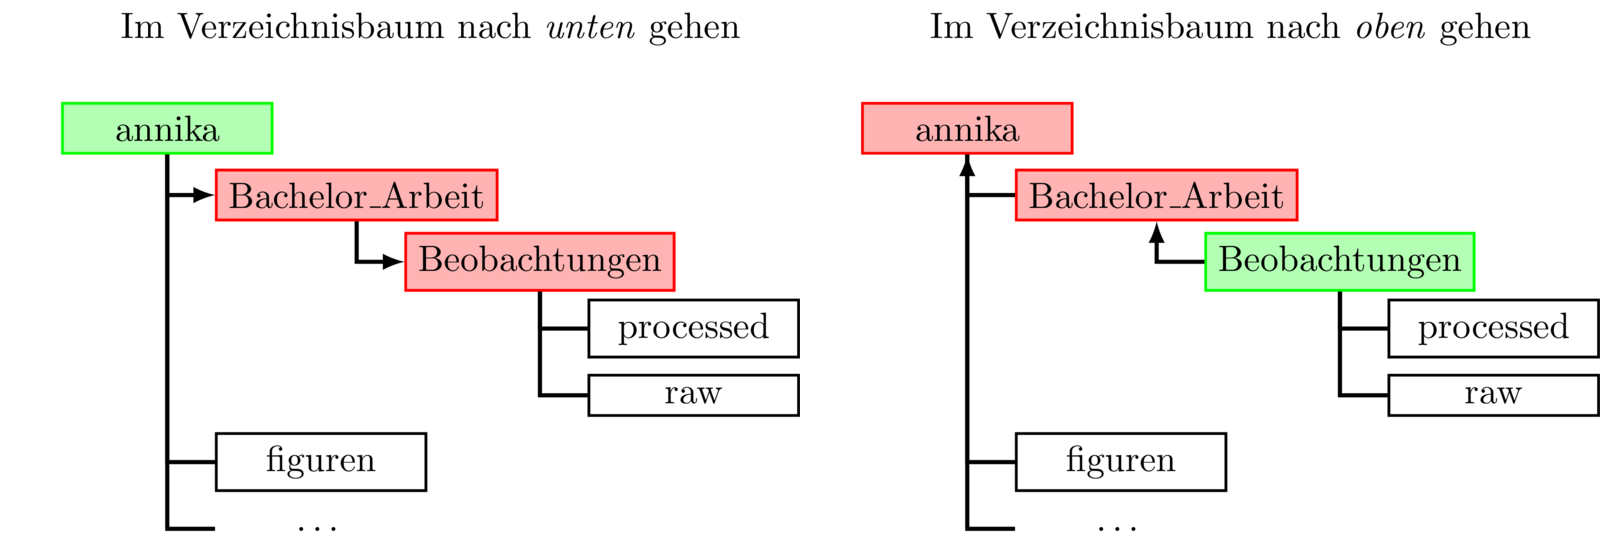 Im Verzeichnisbaum nach unten gehen
annika
Bachelor_Arbeit
Beobachtungen
processed
raw
figuren
...
Im Verzeichnisbaum nach oben gehen
annika
Bachelor_Arbeit
Beobachtungen
processed
raw
figuren
...